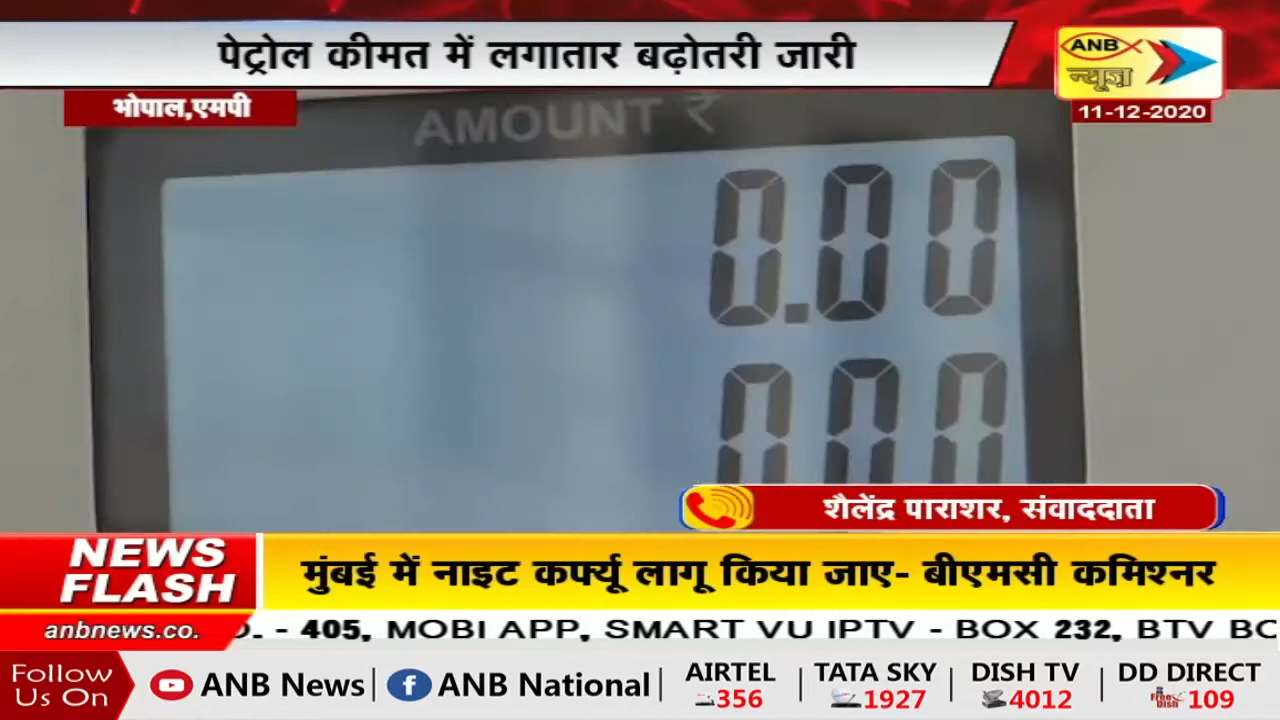 पेट्रोल कीमत में लगातार बढ़ोतरी जारी
ANB
न्यूज़
भोपाल,एमपी
11-12-2020
AMOUNT ₹
0.00
शैलेंद्र पाराशर, संवाददाता
NEWS
FLASH
मुंबई में नाइट कर्फ्यू लागू किया जाए- बीएमसी कमिश्नर
anbnews.co.
- 405, MOBI APP, SMART VU IPTV - BOX 232, BTV
Follow
Us On
ANB News
ANB National
AIRTEL
356
TATA SKY
1927
DISH TV
4012
DD DIRECT
Free Dish
109